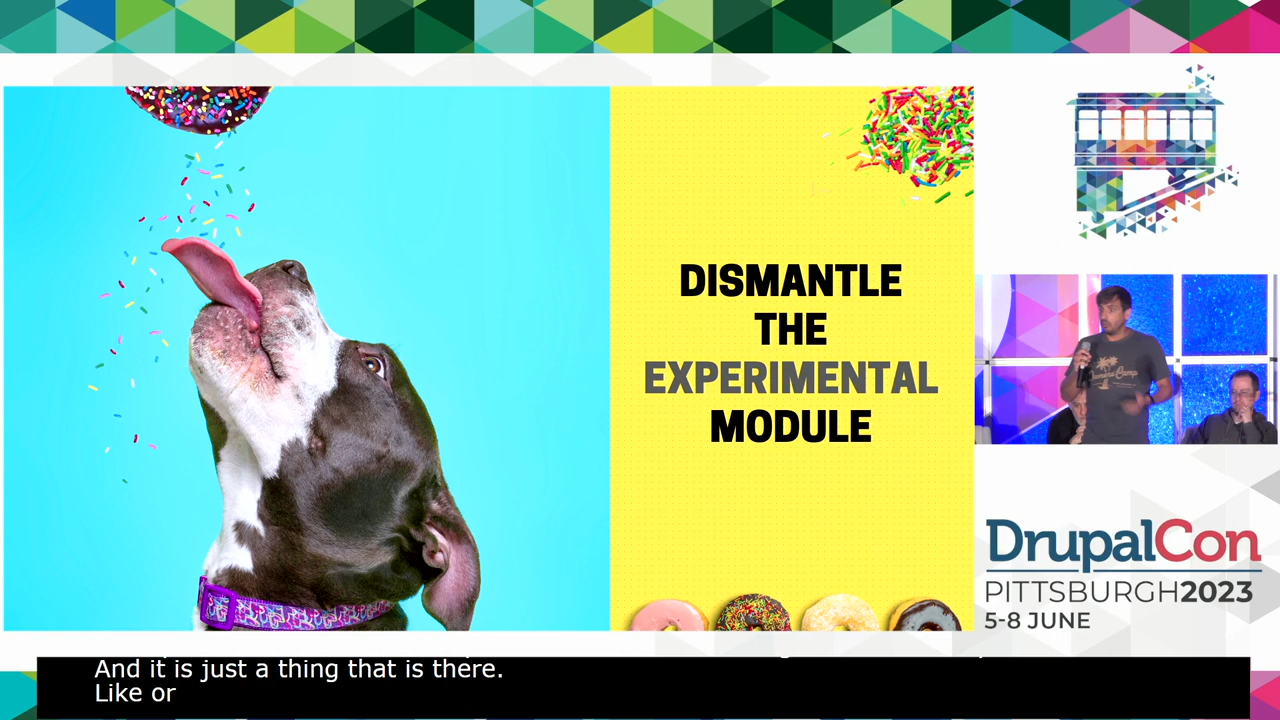 DISMANTLE
THE
EXPERIMENTAL
MODULE
DrupalCon
PITTSBURGH2023
5-8 JUNE
And it is just a thing that is there.
Like or